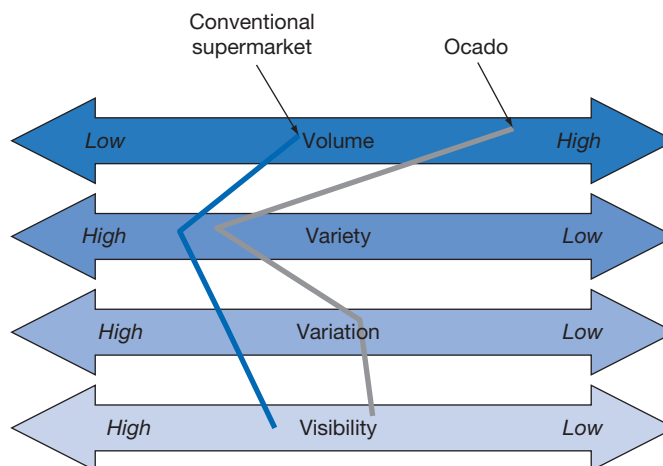 Conventional
supermarket
Ocado
Low Volume High
High Variety Low
High Variation Low
High Visibility Low